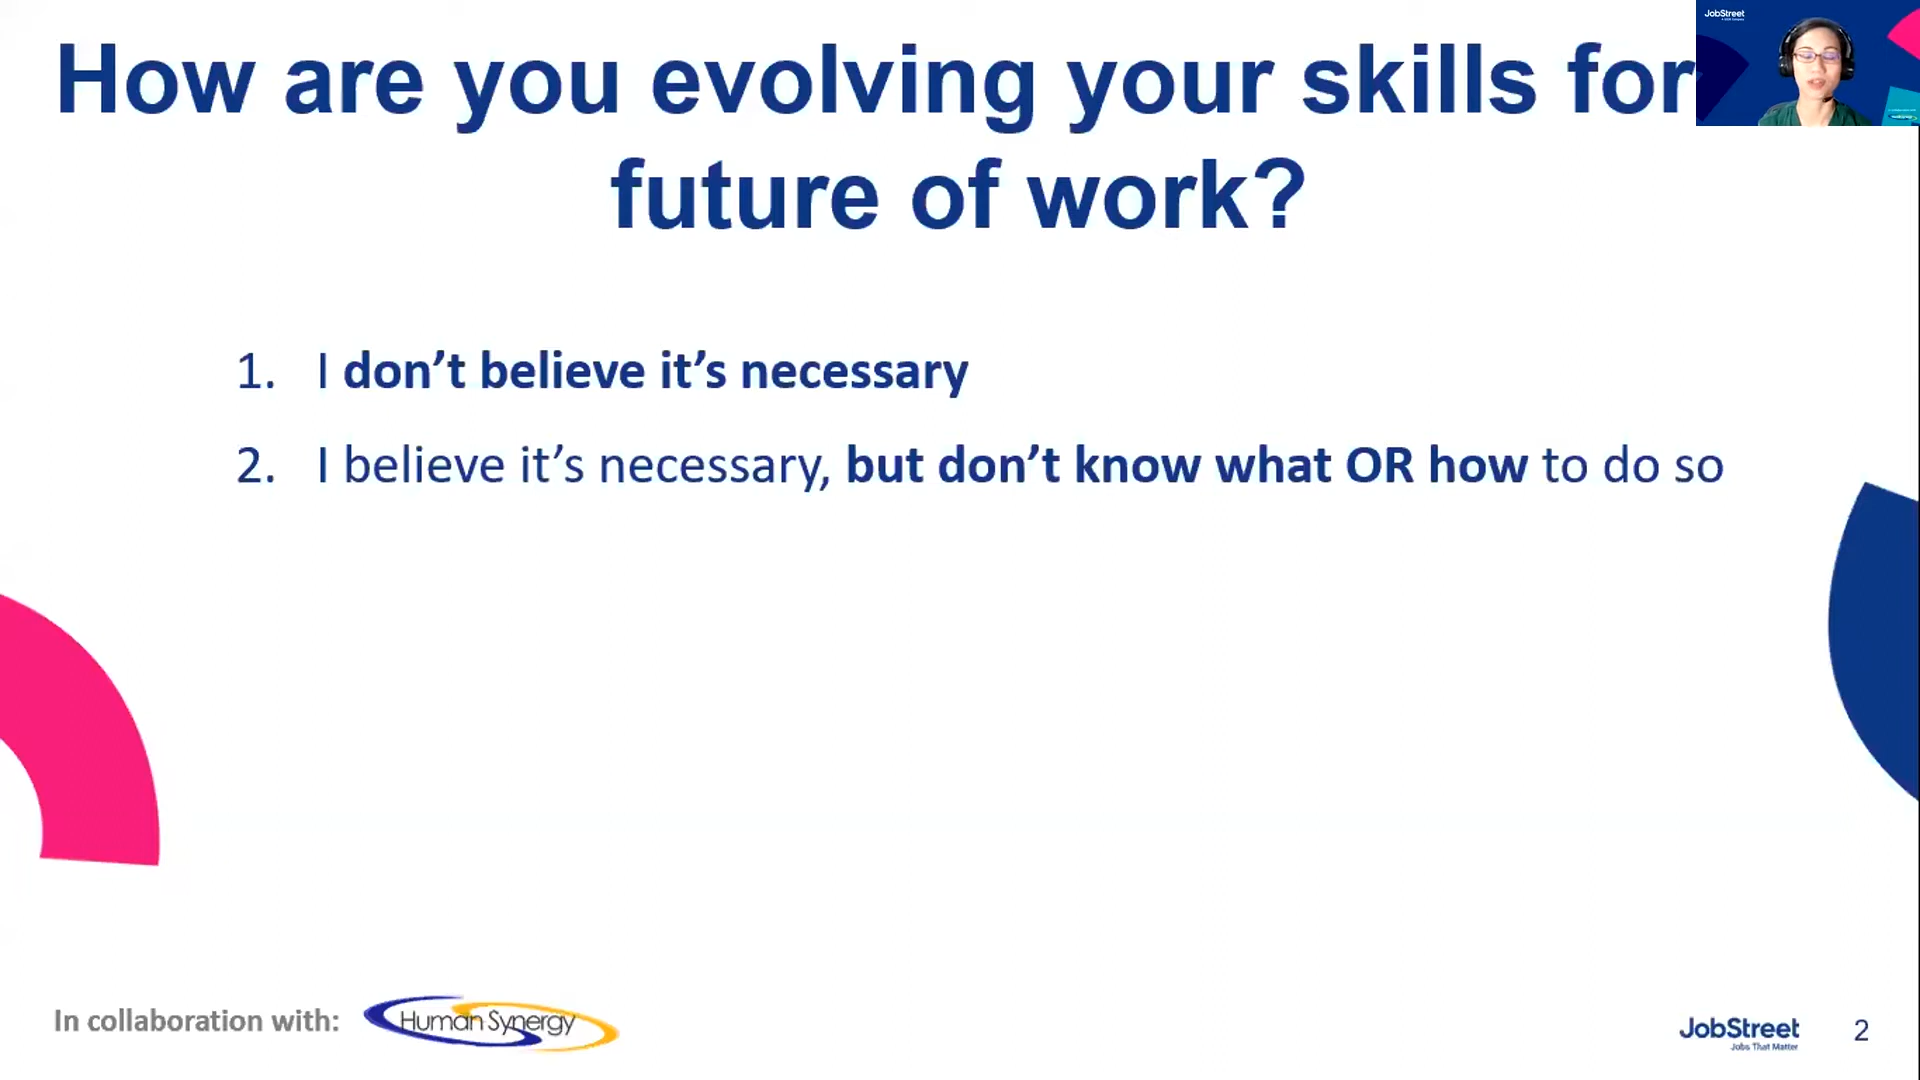 How are you evolving your skills for
future of work?
1. I don’t believe it’s necessary
2. I believe it’s necessary, but don’t know what OR how to do so
In collaboration with:
Human Synergy
JobStreet
Jobs That Matter
2
JobStreet